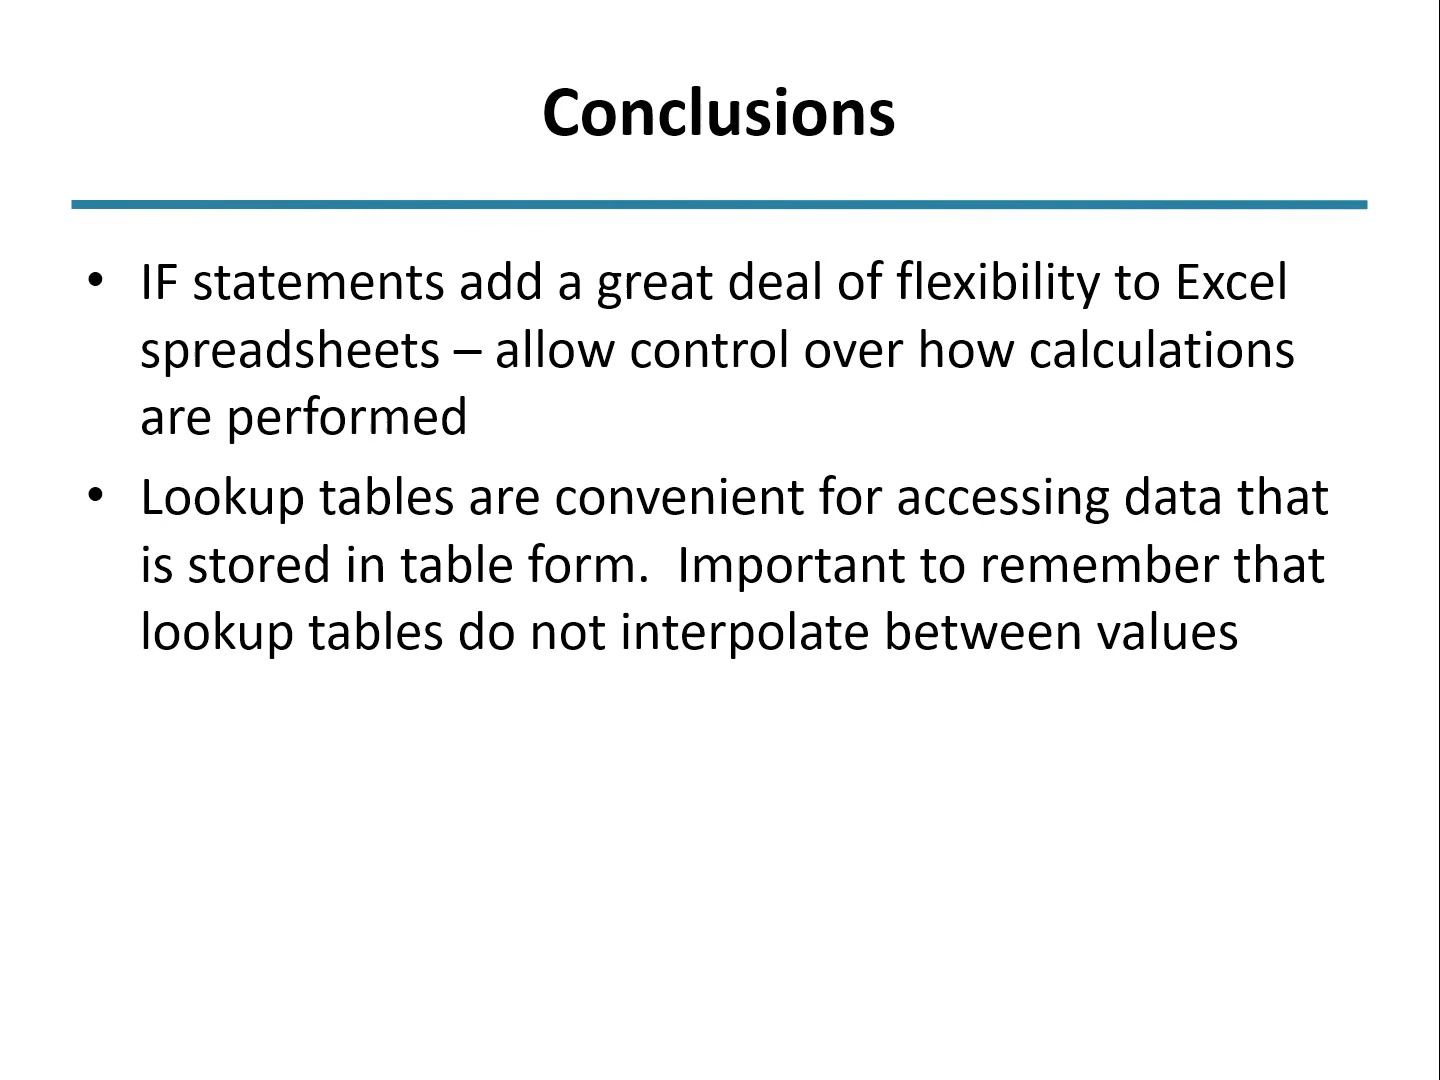 Conclusions
• IF statements add a great deal of flexibility to Excel
spreadsheets – allow control over how calculations
are performed
• Lookup tables are convenient for accessing data that
is stored in table form.  Important to remember that
lookup tables do not interpolate between values